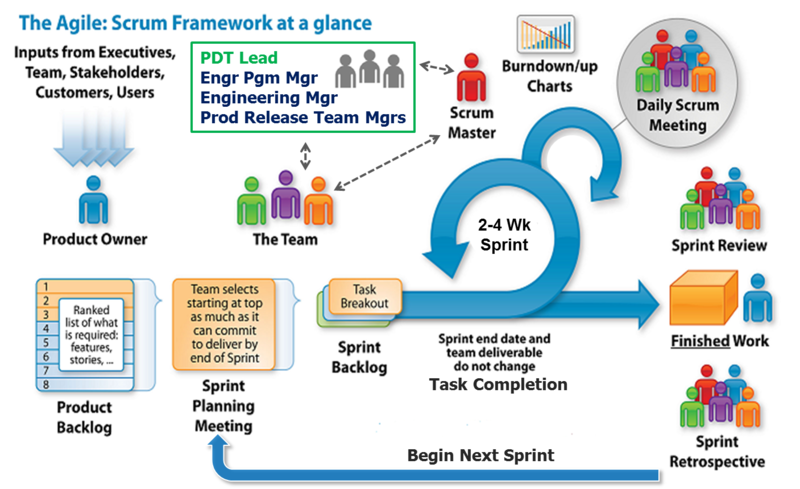 The Agile: Scrum Framework at a glance
Inputs from Executives,
Team, Stakeholders,
Customers, Users
PDT Lead
Engr Pgm Mgr
Engineering Mgr
Prod Release Team Mgrs
Scrum
Master
Burndown/up
Charts
Daily Scrum
Meeting
Product Owner
The Team
2-4 Wk
Sprint
Sprint Review
1
2
3
4
5
6
7
8
Ranked
list of what
is required:
features,
stories, ...
Product
Backlog
Team selects
starting at top
as much as it
can commit
to deliver by
end of Sprint
Sprint
Planning
Meeting
Task
Breakout
Sprint
Backlog
Sprint end date and
team deliverable
do not change
Task Completion
Finished Work
Sprint
Retrospective
Begin Next Sprint